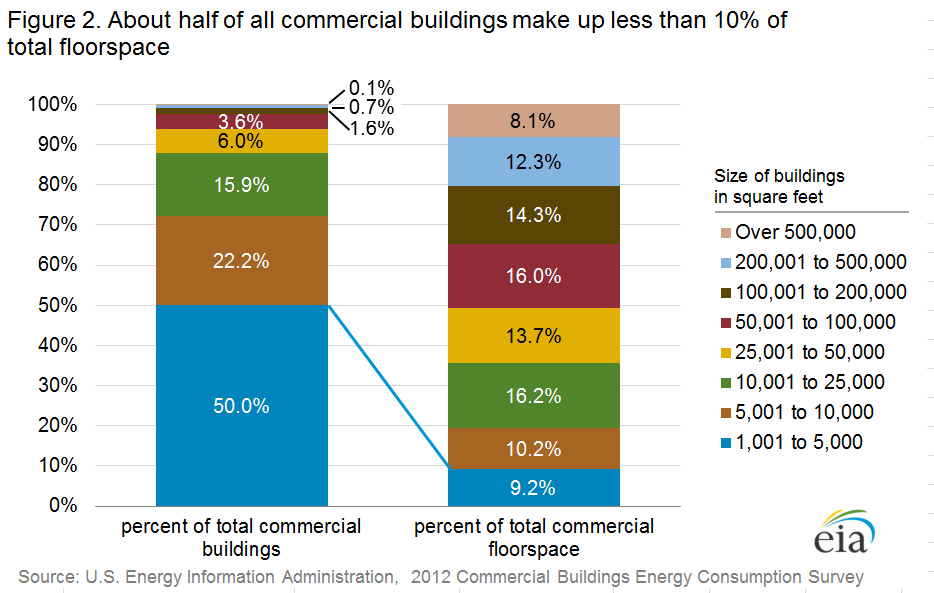 Figure 2. About half of all commercial buildings make up less than 10% of
total floorspace
100%
90%
80%
70%
60%
50%
40%
30%
20%
10%
0%
0.1%
0.7%
1.6%
3.6%
6.0%
15.9%
22.2%
50.0%
8.1%
12.3%
14.3%
16.0%
13.7%
16.2%
10.2%
9.2%
percent of total commercial
buildings
percent of total commercial
floorspace
Size of buildings
in square feet
Over 500,000
200,001 to 500,000
100,001 to 200,000
50,001 to 100,000
25,001 to 50,000
10,001 to 25,000
5,001 to 10,000
1,001 to 5,000
eia
Source: U.S. Energy Information Administration, 2012 Commercial Buildings Energy Consumption Survey